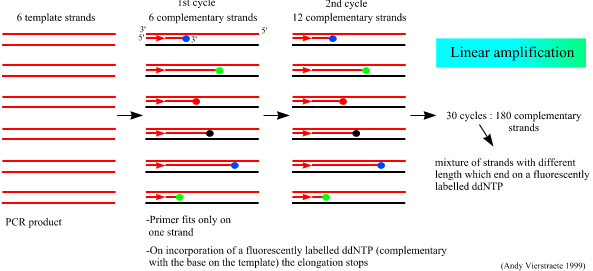 1st cycle
2nd cycle
6 template strands
6 complementary strands
12 complementary strands
3'
5'
3'
5'
Linear amplification
30 cycles : 180 complementary
strands
mixture of strands with different
length which end on a fluorescently
labelled ddNTP
PCR product
-Primer fits only on
one strand
-On incorporation of a fluorescently labelled ddNTP (complementary
with the base on the template) the elongation stops
(Andy Vierstraete 1999)